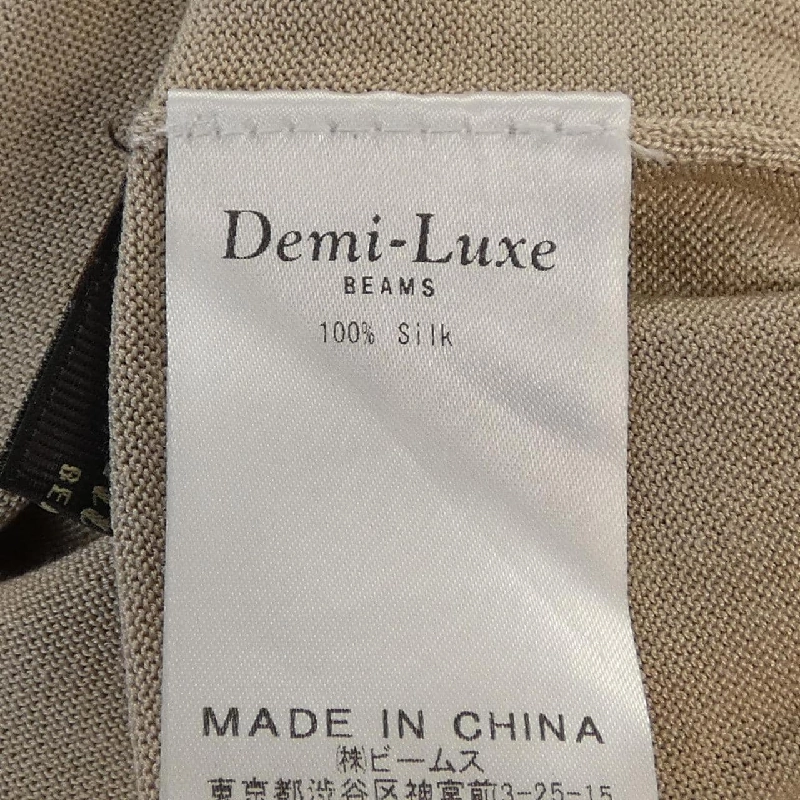 Demi-Luxe
BEAMS
100% Silk
MADE IN CHINA
㈱ビームス
東京都渋谷区神宮前3-25-15